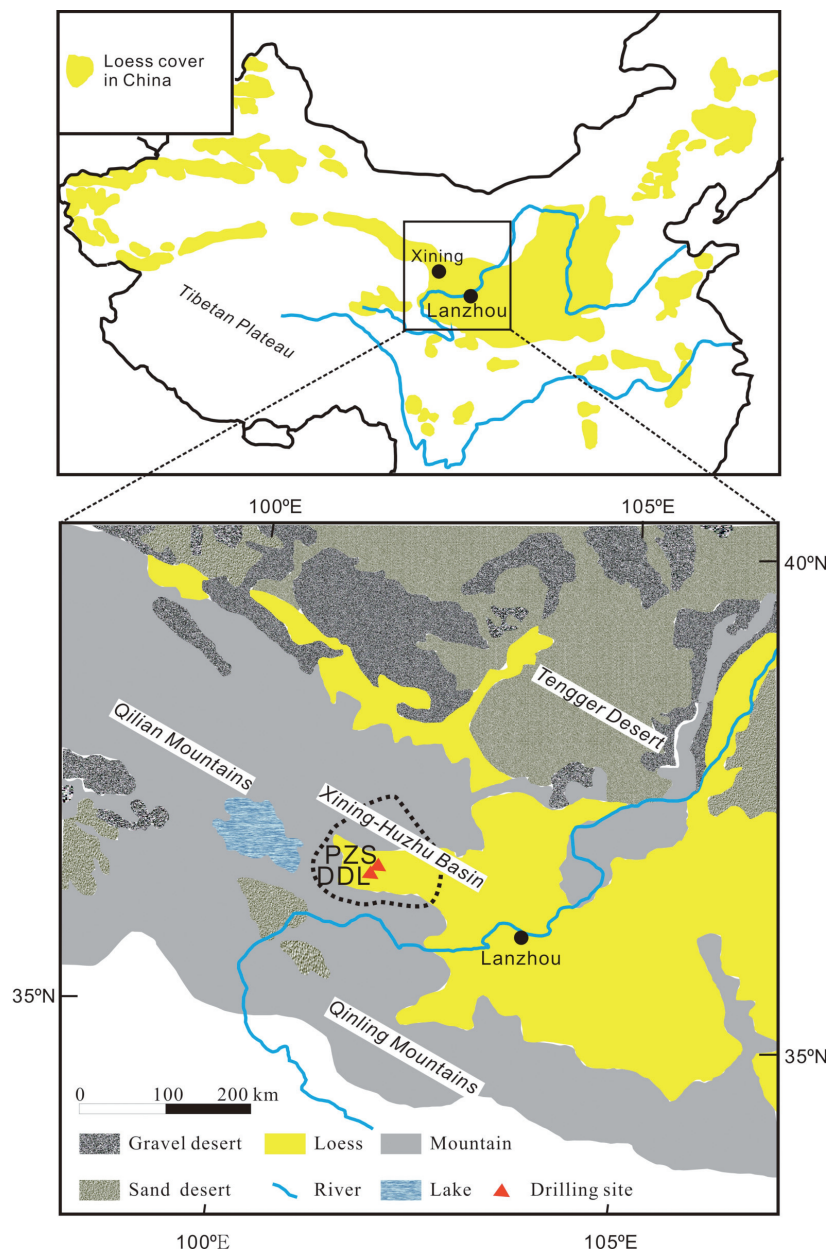 Loess cover
in China
Xining
Lanzhou
Tibetan Plateau
100ºE
105ºE
40ºN
Tengger Desert
Qilian Mountains
Xining-Huzhu Basin
PZS
DDL
Lanzhou
35ºN
Qinling Mountains
35ºN
0 100 200 km
Gravel desert Loess Mountain
Sand desert River Lake Drilling site
100ºE
105ºE